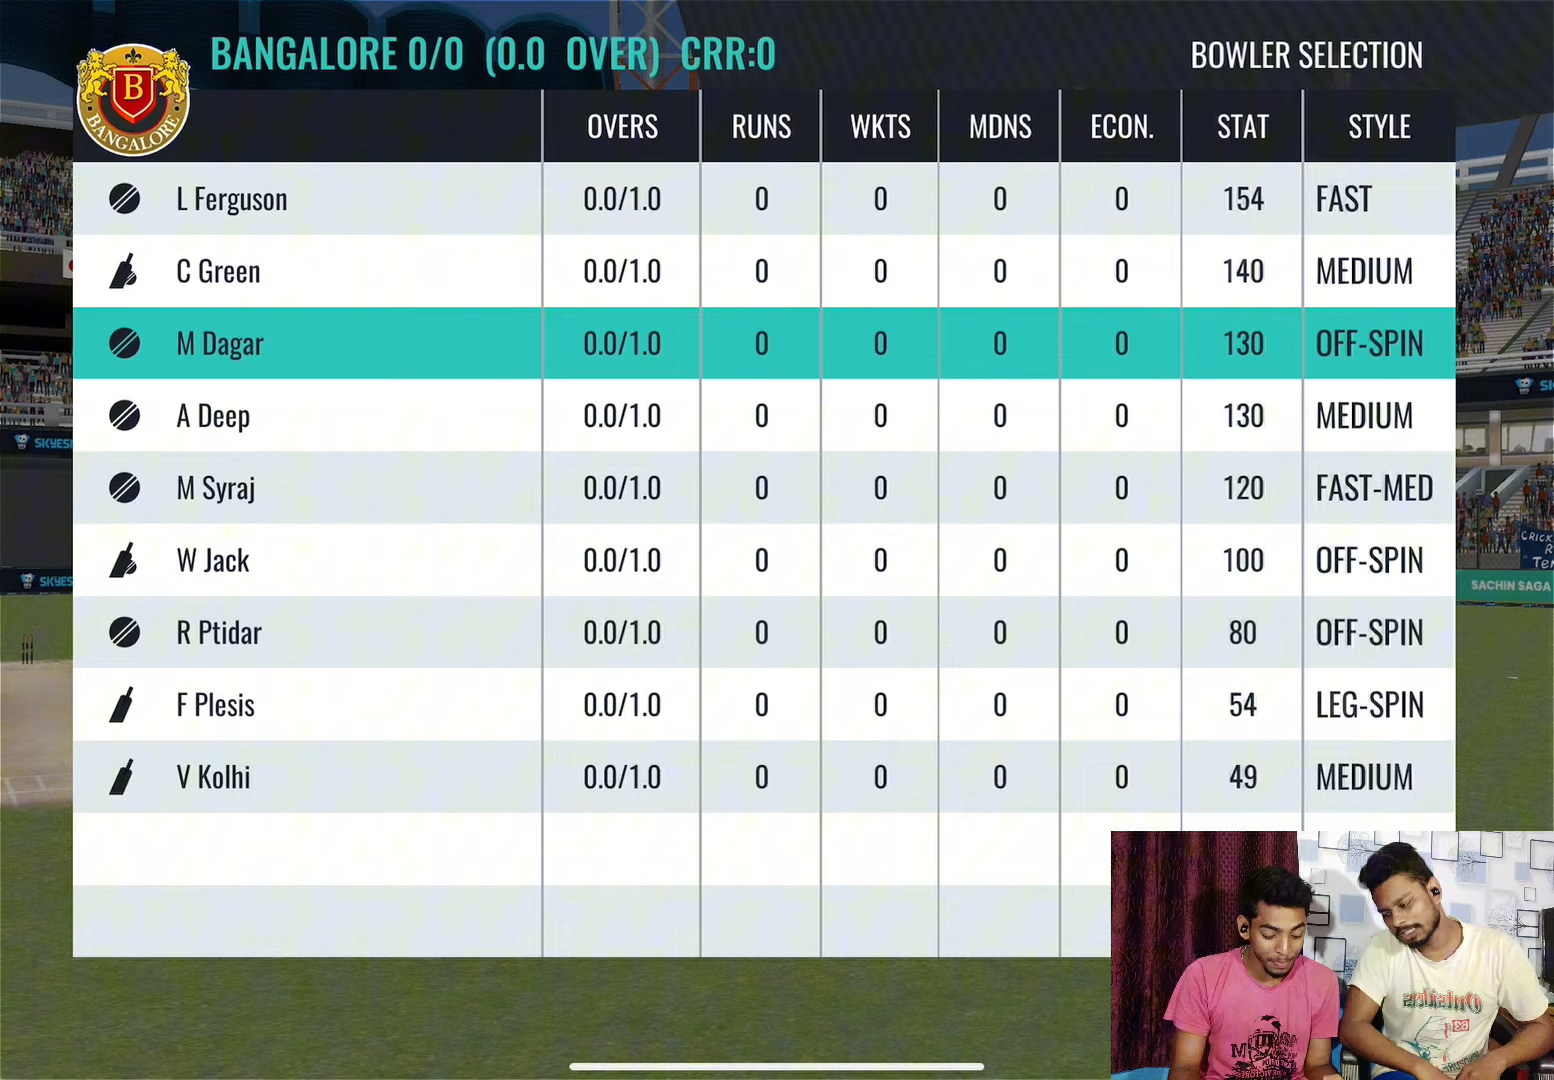 BANGALORE 0/0 (0.0 OVER) CRR:0
BOWLER SELECTION
B
BANGALORE
OVERS RUNS WKTS MDNS ECON. STAT STYLE
L Ferguson 0.0/1.0 0 0 0 0 154 FAST
C Green 0.0/1.0 0 0 0 0 140 MEDIUM
M Dagar 0.0/1.0 0 0 0 0 130 OFF-SPIN
A Deep 0.0/1.0 0 0 0 0 130 MEDIUM
M Syraj 0.0/1.0 0 0 0 0 120 FAST-MED
W Jack 0.0/1.0 0 0 0 0 100 OFF-SPIN
R Ptidar 0.0/1.0 0 0 0 0 80 OFF-SPIN
F Plesis 0.0/1.0 0 0 0 0 54 LEG-SPIN
V Kolhi 0.0/1.0 0 0 0 0 49 MEDIUM
SACHIN SAGA